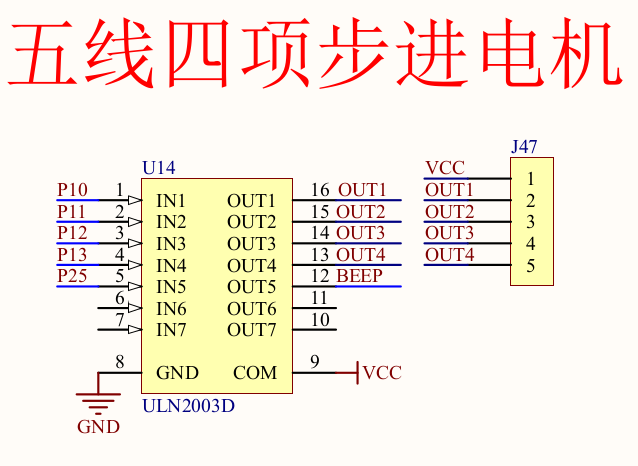 五线四项步进电机
J47
U14
VCC 1
P10 1 IN1 OUT1 16 OUT1 OUT1 2
P11 2 IN2 OUT2 15 OUT2 OUT2 3
P12 3 IN3 OUT3 14 OUT3 OUT3 4
P13 4 IN4 OUT4 13 OUT4 OUT4 5
P25 5 IN5 OUT5 12 BEEP
6 IN6 OUT6 11
7 IN7 OUT7 10
8 GND COM 9 VCC
ULN2003D
GND